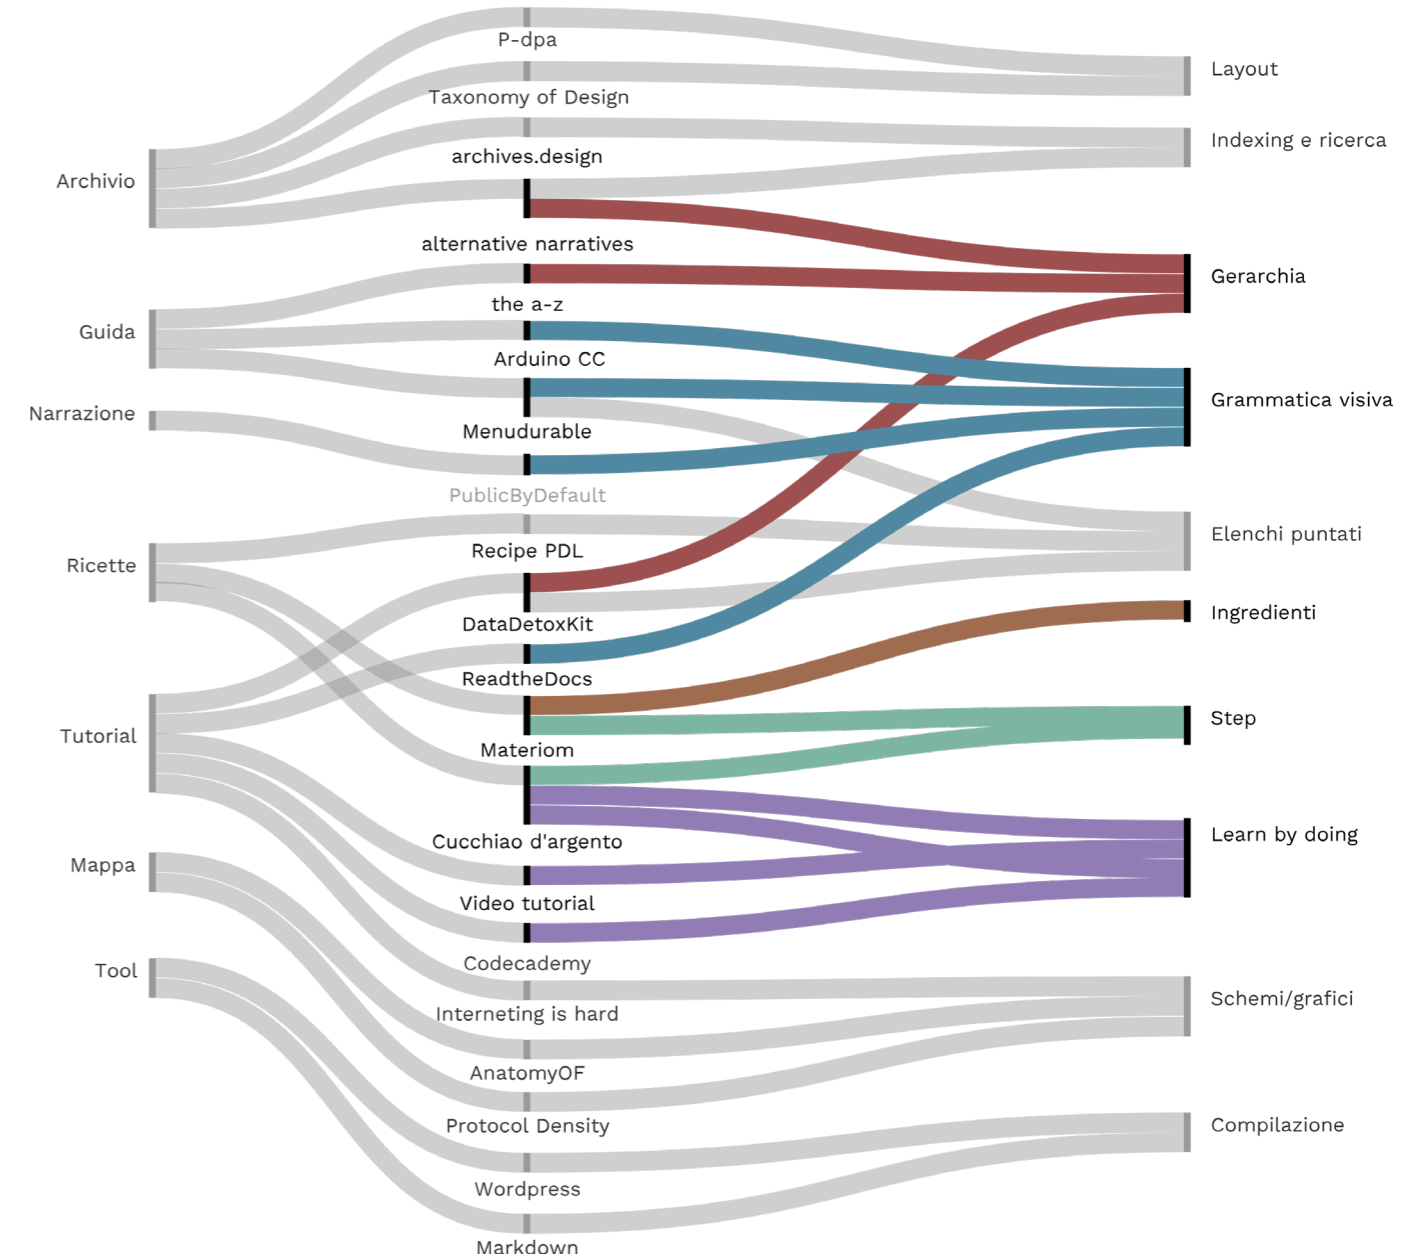 Archivio
Guida
Narrazione
Ricette
Tutorial
Mappa
Tool
P-dpa
Taxonomy of Design
archives.design
alternative narratives
the a-z
Arduino CC
Menudurable
PublicByDefault
Recipe PDL
DataDetoxKit
ReadtheDocs
Materiom
Cucchiao d'argento
Video tutorial
Codecademy
Interneting is hard
AnatomyOF
Protocol Density
Wordpress
Markdown
Layout
Indexing e ricerca
Gerarchia
Grammatica visiva
Elenchi puntati
Ingredienti
Step
Learn by doing
Schemi/grafici
Compilazione